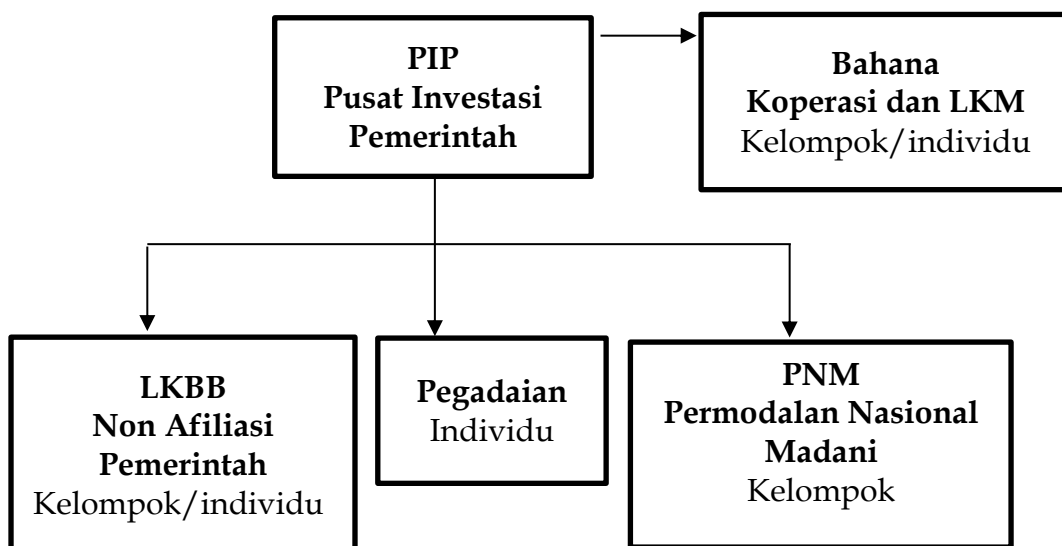 PIP
Pusat Investasi
Pemerintah
Bahana
Koperasi dan LKM
Kelompok/individu
LKBB
Non Afiliasi
Pemerintah
Kelompok/individu
Pegadaian
Individu
PNM
Permodalan Nasional
Madani
Kelompok